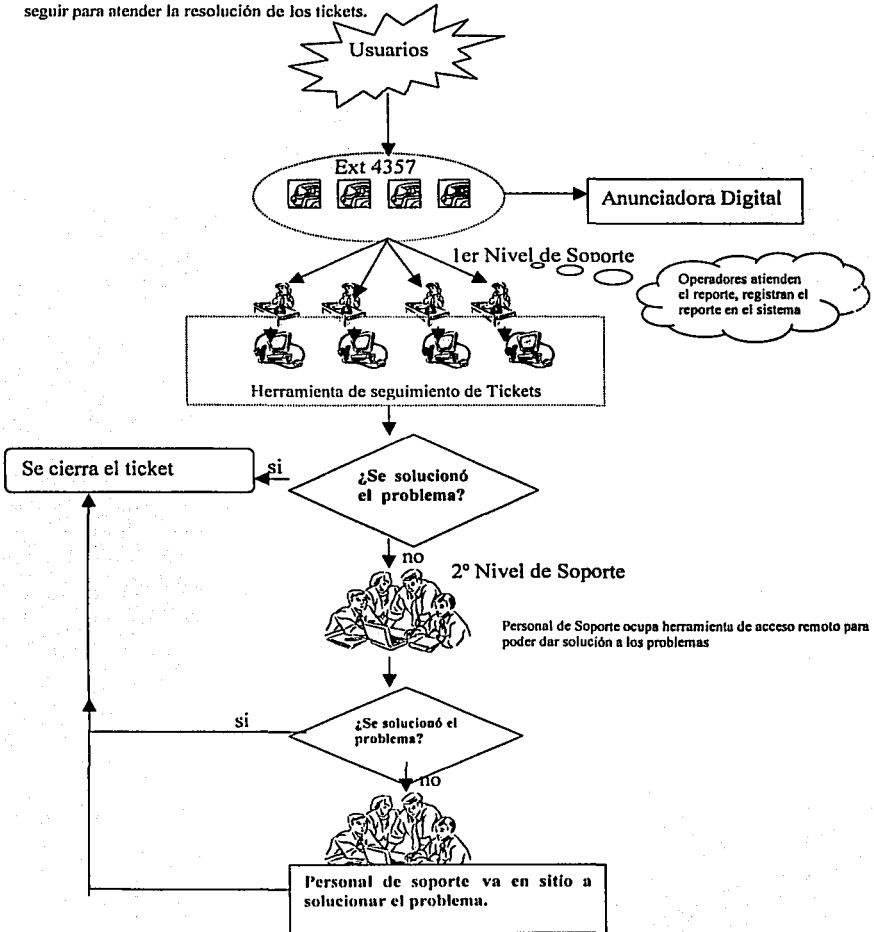 seguir para atender la resolución de los tickets.
Usuarios
Ext 4357
Anunciadora Digital
1er Nivel de Soporte
Operadores atienden
el reporte, registran el
reporte en el sistema
Herramienta de seguimiento de Tickets
Se cierra el ticket
si
¿Se solucionó
el problema?
no
2º Nivel de Soporte
Personal de Soporte ocupa herramienta de acceso remoto para
poder dar solución a los problemas
si
¿Se solucionó el
problema?
no
Personal de soporte va en sitio a
solucionar el problema.